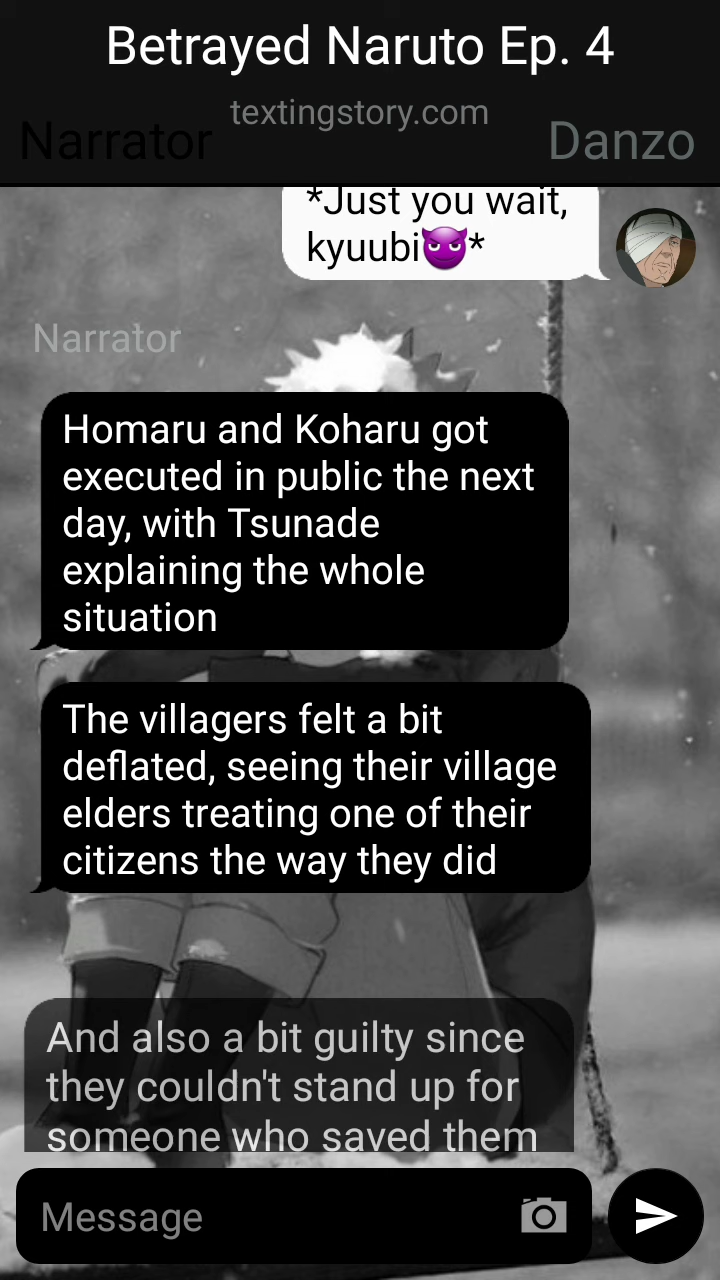 Betrayed Naruto Ep. 4
textingstory.com
Narrator
Danzo
*Just you wait,
kyuubi😈*
Narrator
Homaru and Koharu got
executed in public the next
day, with Tsunade
explaining the whole
situation
The villagers felt a bit
deflated, seeing their village
elders treating one of their
citizens the way they did
And also a bit guilty since
they couldn't stand up for
someone who saved them
Message